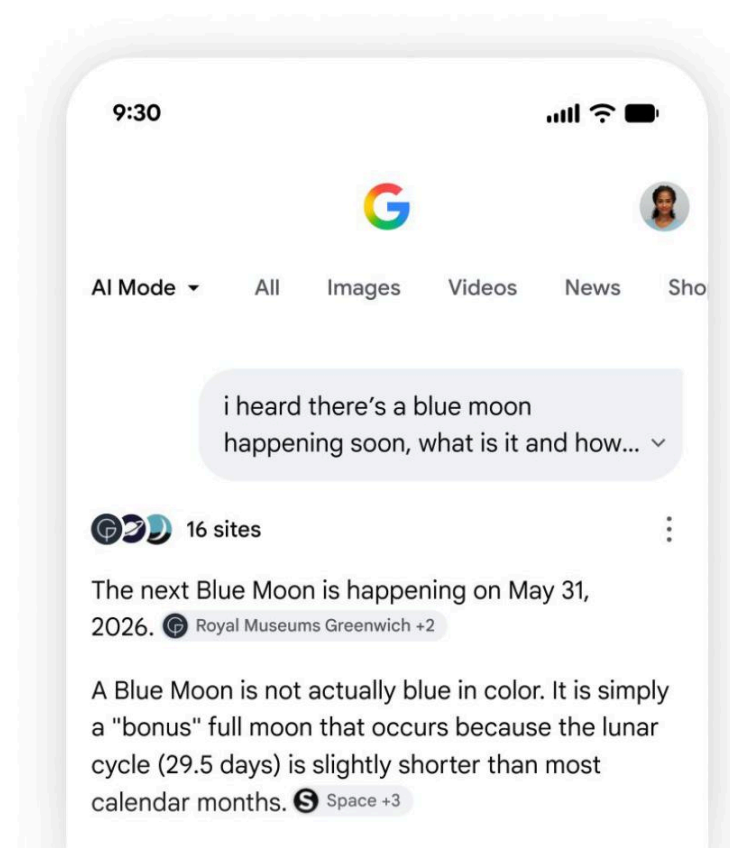 9:30
G
AI Mode All Images Videos News Sho
i heard there's a blue moon
happening soon, what is it and how...
16 sites
The next Blue Moon is happening on May 31,
2026. Royal Museums Greenwich +2
A Blue Moon is not actually blue in color. It is simply
a "bonus" full moon that occurs because the lunar
cycle (29.5 days) is slightly shorter than most
calendar months. S Space +3